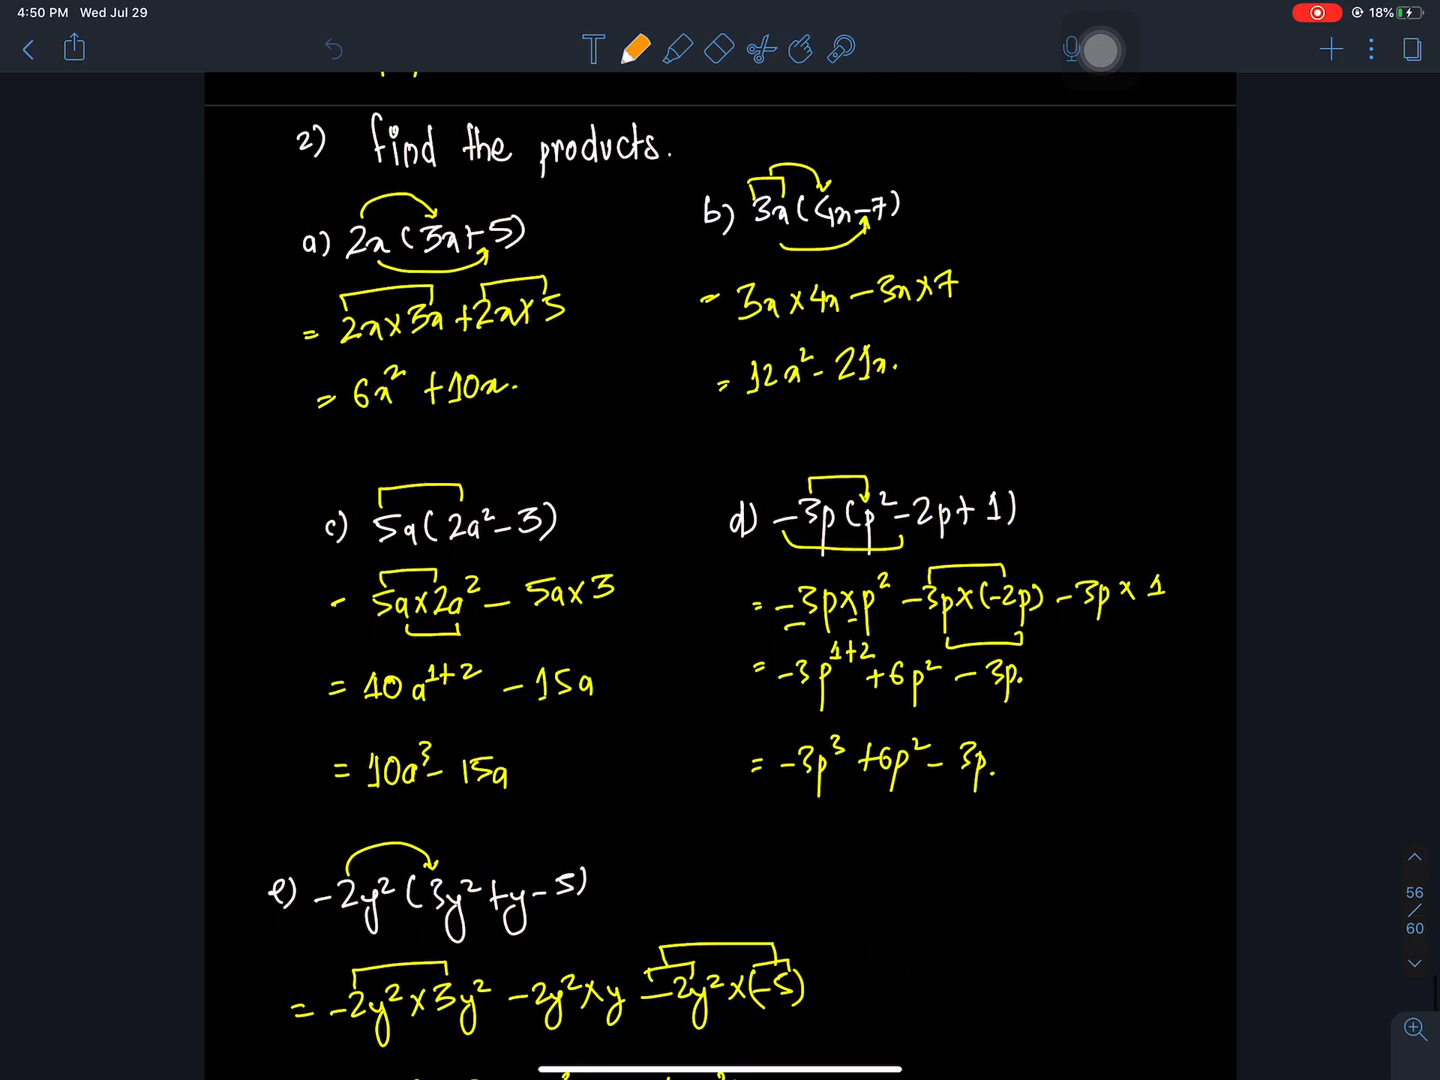 4:50 PM Wed Jul 29
18%
2) find the products.
a) 2x (3x+5)
= 2x×3x + 2x×5
= 6x² + 10x.
b) 3x (4x-7)
= 3x × 4x - 3x × 7
= 12x² - 21x.
c) 5a (2a² - 3)
= 5a×2a² - 5a×3
= 10a¹⁺² - 15a
= 10a³ - 15a
d) -3p (p² - 2p + 1)
= -3p×p² - 3p×(-2p) - 3p × 1
= -3p¹⁺² + 6p² - 3p.
= -3p³ + 6p² - 3p.
e) -2y² (3y² + y - 5)
= -2y² × 3y² - 2y² × y - 2y² × (-5)
56
/
60